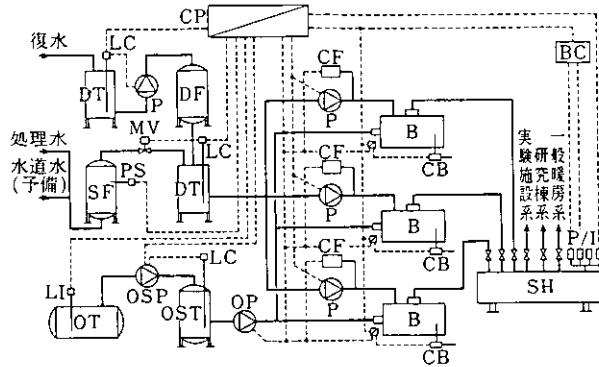 CP
復水
LC
DT
P
DF
CF
P
BC
処理水
水道水
(予備)
MV
LC
B
CB
実験施設系
研究棟系
一般暖房系
SF
PS
DT
CF
P
B
CB
P/I
SH
LI
OSP
LC
CF
OT
OST
OP
P
B
CB